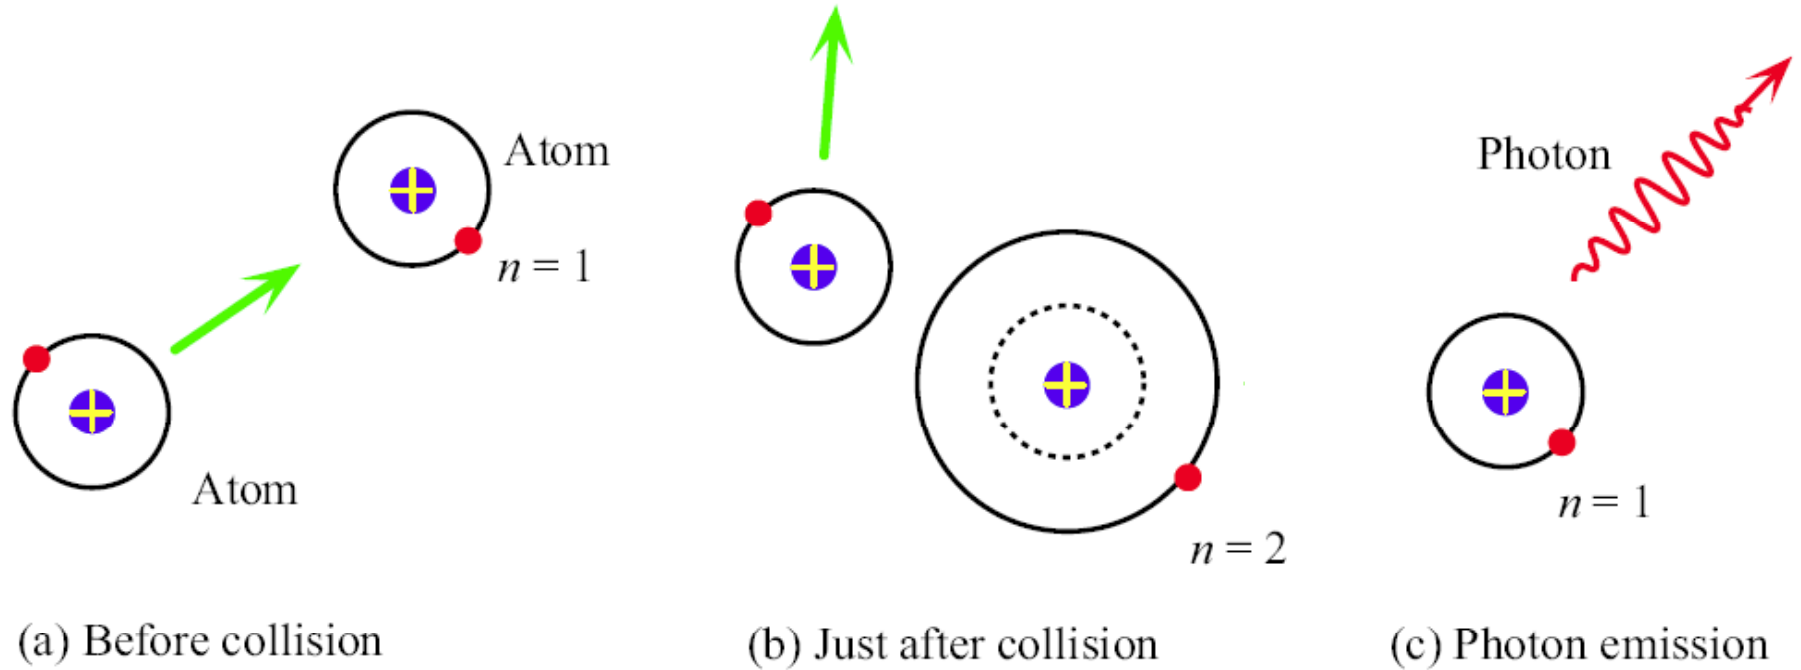 Atom
n = 1
Atom
(a) Before collision
n = 2
(b) Just after collision
Photon
n = 1
(c) Photon emission